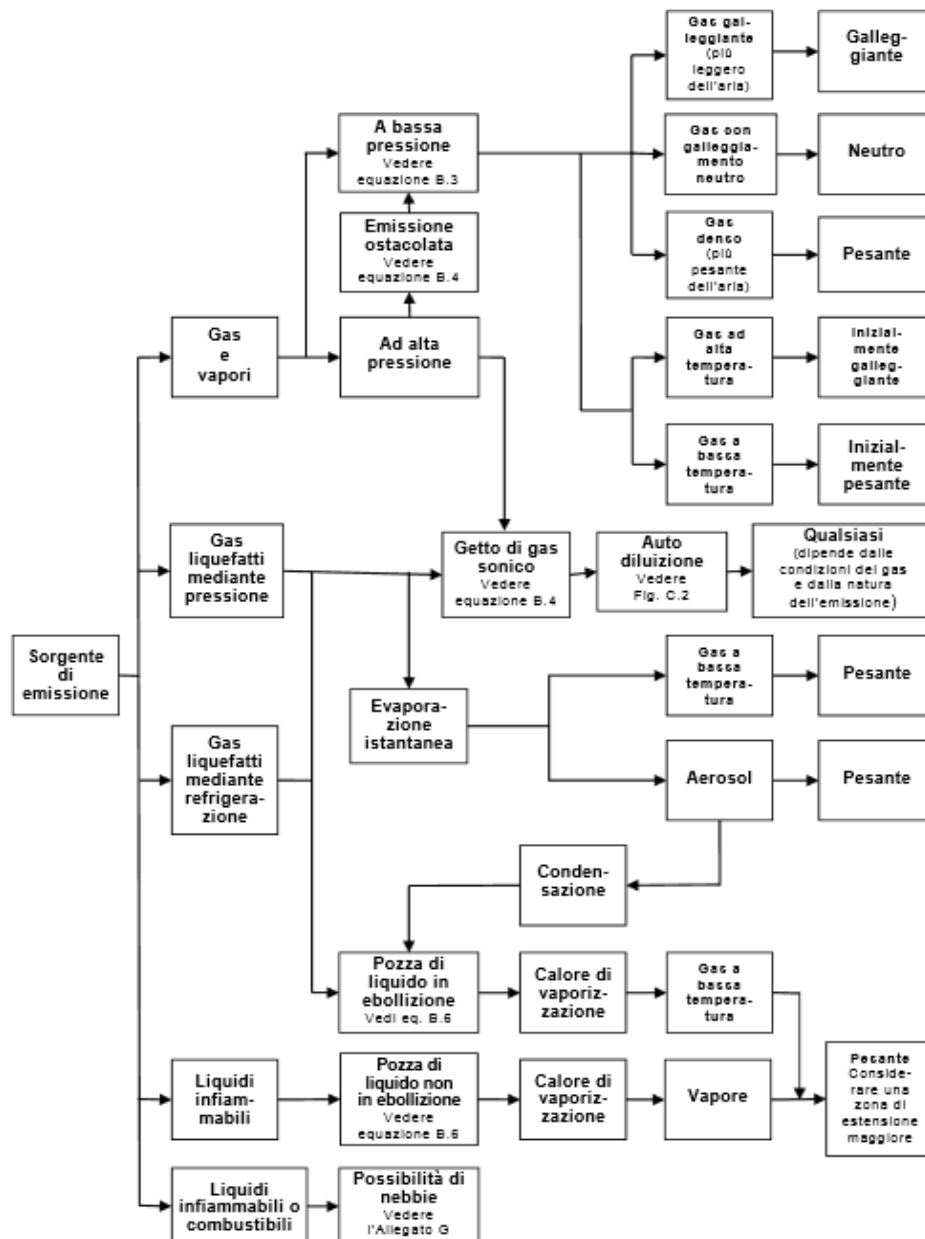 Gas gal-
leggiante
(più
leggero
dell'aria)
Galleg-
giante
A bassa
pressione
Vedere
equazione B.3
Gas con
galleggia-
mento
neutro
Neutro
Emissione
ostacolata
Vedere
equazione B.4
Gas
denso
(più
pesante
dell'aria)
Pesante
Gas
e
vapori
Ad alta
pressione
Gas ad
alta
tempera-
tura
Inizial-
mente
galleg-
giante
Gas a
bassa
tempera-
tura
Inizial-
mente
pesante
Gas
liquefatti
mediante
pressione
Getto di gas
sonico
Vedere
equazione B.4
Auto
diluizione
Vedere
Fig. C.2
Qualsiasi
(dipende dalle
condizioni del gas
e dalla natura
dell'emissione)
Sorgente
di
emissione
Evapora-
zione
istantanea
Gas a
bassa
tempera-
tura
Pesante
Gas
liquefatti
mediante
refrigera-
zione
Aerosol
Pesante
Conden-
sazione
Pozza di
liquido in
ebollizione
Vedi eq. B.6
Calore di
vaporiz-
zazione
Gas a
bassa
tempera-
tura
Liquidi
infiam-
mabili
Pozza di
liquido non
in ebollizione
Vedere
equazione B.6
Calore di
vaporiz-
zazione
Vapore
Pesante
Conside-
rare una
zona di
estensione
maggiore
Liquidi
infiammabili o
combustibili
Possibilità di
nebbie
Vedere
l'Allegato G